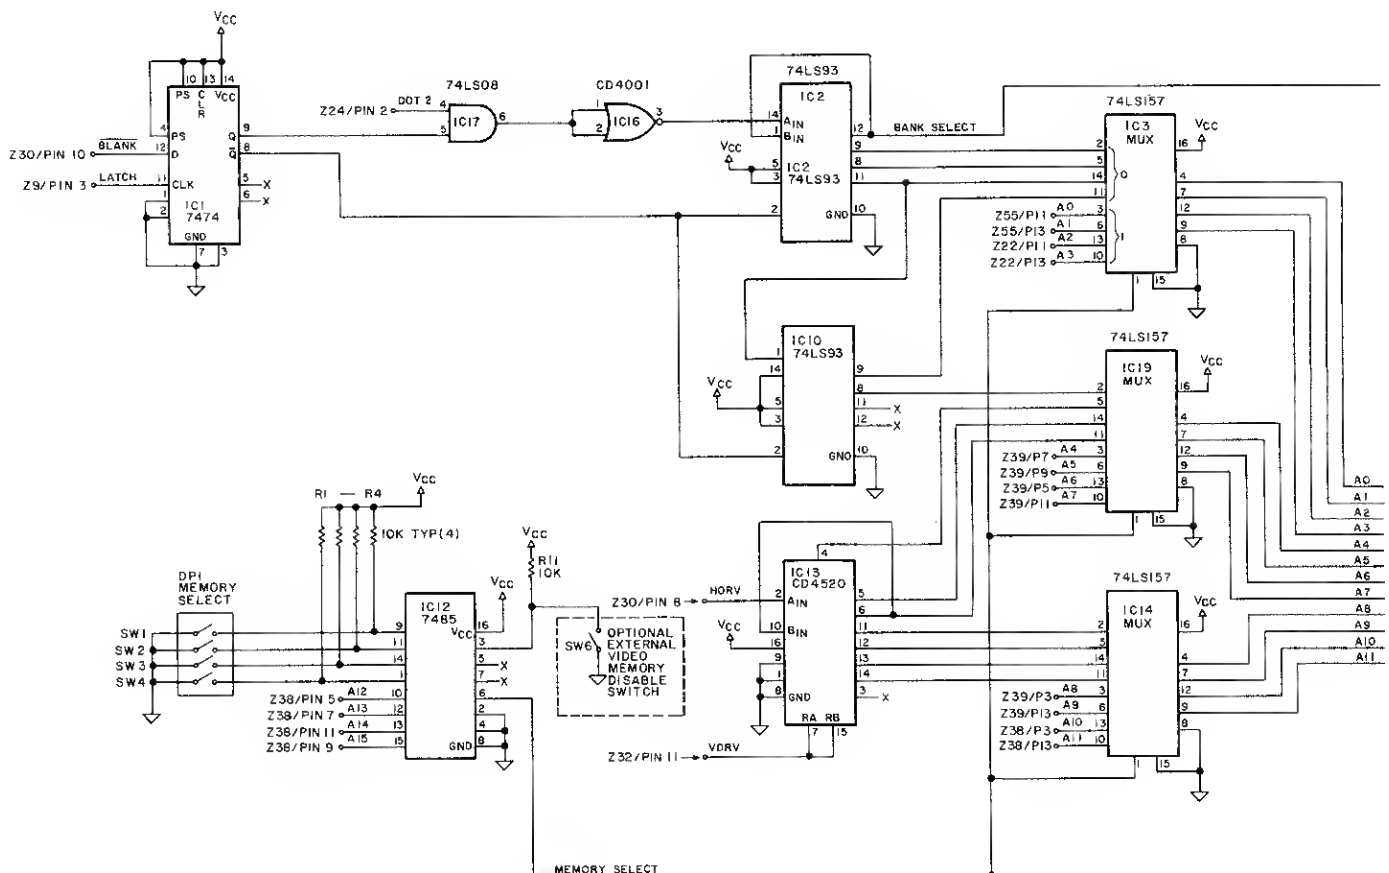 VCC
10 13 14
PS C L R VCC
4 PS Q 9
Z30/PIN 10 BLANK 12 D Q 8
Z9/PIN 3 LATCH 11 CLK 5 X
1 IC1 6 X
2 7474
GND
7 3
74LS08
Z24/PIN 2 DOT 2 4
5 IC17 6
CD4001
1
2 IC16 3
74LS93
IC2
14 AIN
1 BIN 12 BANK SELECT
9
VCC 5 IC2 8
3 74LS93 11
2 GND 10
74LS157
IC3
MUX
2 16 VCC
5
14 0 4
11 7
Z55/P11 A0 3 12
Z55/P13 A1 6 1 9
Z22/P11 A2 13 8
Z22/P13 A3 10
1 15
IC10
74LS93
1
14 9
VCC 8
5 11 X
3 12 X
2 GND 10
74LS157
IC19
MUX
2 16 VCC
5
14 4
11 7
Z39/P7 A4 3 12
Z39/P9 A5 6 9
Z39/P5 A6 13 8
Z39/P11 A7 10
1 15
A0
A1
A2
A3
A4
A5
A6
A7
A8
A9
A10
A11
R1 — R4 VCC
10K TYP(4)
DP1
MEMORY
SELECT
SW1
SW2
SW3
SW4
IC12
7485
9 16 VCC
11 VCC 3
14 5 X
1 7 X
Z38/PIN 5 A12 10 6
Z38/PIN 7 A13 12 2
Z38/PIN 11 A14 13 4
Z38/PIN 9 A15 15 GND 8
VCC
R11
10K
SW6 OPTIONAL
EXTERNAL
VIDEO
MEMORY
DISABLE
SWITCH
4
IC13
CD4520
Z30/PIN 8 HDRV 2 AIN 5
6
10 BIN 11
VCC 16 12
9 13
1 14
8 GND 3 X
RA RB
7 15
Z32/PIN 11 VDRV
74LS157
IC14
MUX
2 16 VCC
5
14 4
11 7
Z39/P3 A8 3 12
Z39/P13 A9 6 9
Z38/P3 A10 13 8
Z38/P13 A11 10
1 15
MEMORY SELECT